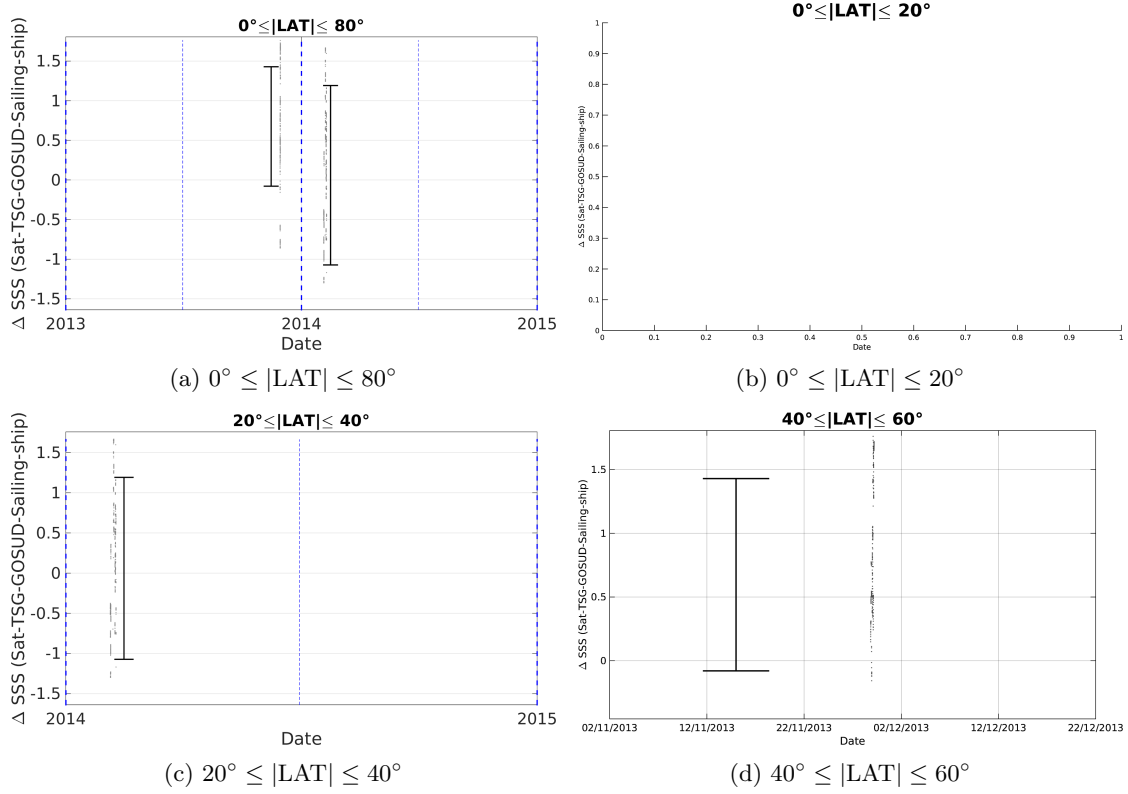 0°≤|LAT|≤ 80°
Δ SSS (Sat-TSG-GOSUD-Sailing-ship)
1.5
1
0.5
0
-0.5
-1
-1.5
2013 2014 2015
Date
(a) 0° ≤ |LAT| ≤ 80°
0°≤|LAT|≤ 20°
Δ SSS (Sat-TSG-GOSUD-Sailing-ship)
1
0.9
0.8
0.7
0.6
0.5
0.4
0.3
0.2
0.1
0
0 0.1 0.2 0.3 0.4 0.5 0.6 0.7 0.8 0.9 1
Date
(b) 0° ≤ |LAT| ≤ 20°
20°≤|LAT|≤ 40°
Δ SSS (Sat-TSG-GOSUD-Sailing-ship)
1.5
1
0.5
0
-0.5
-1
-1.5
2014 2015
Date
(c) 20° ≤ |LAT| ≤ 40°
40°≤|LAT|≤ 60°
Δ SSS (Sat-TSG-GOSUD-Sailing-ship)
1.5
1
0.5
0
02/11/2013 12/11/2013 22/11/2013 02/12/2013 12/12/2013 22/12/2013
Date
(d) 40° ≤ |LAT| ≤ 60°